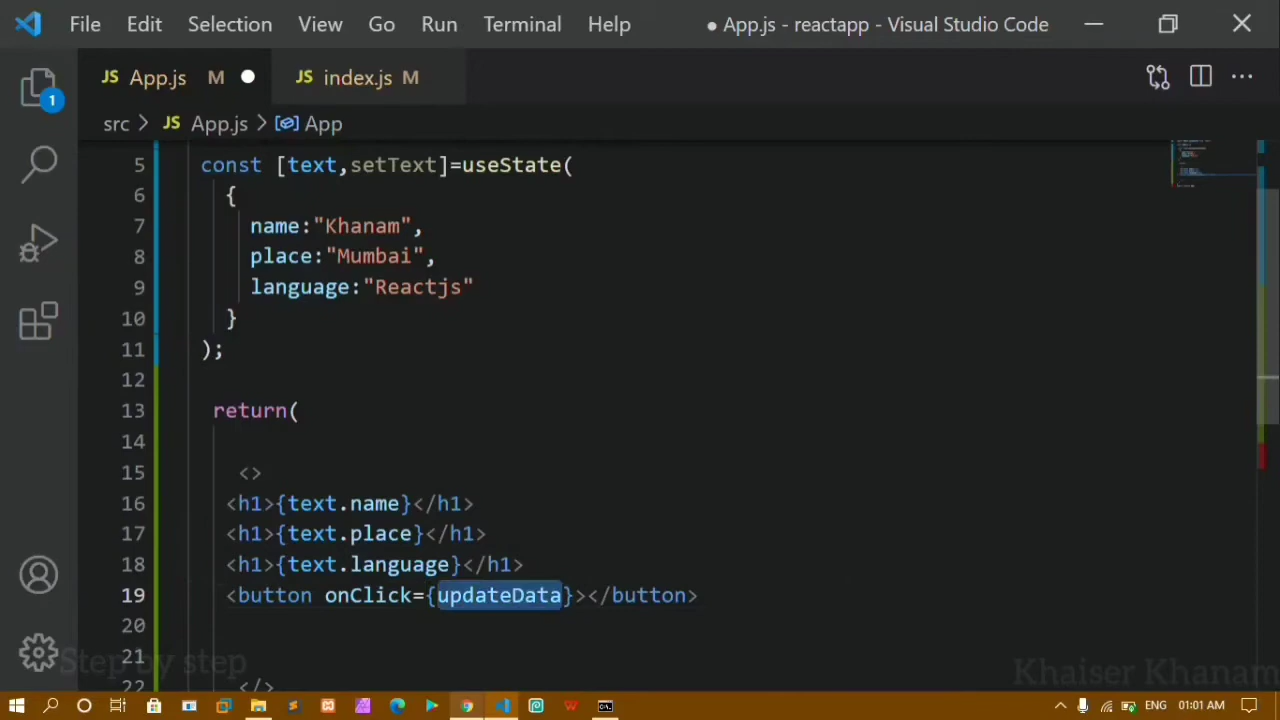 File Edit Selection View Go Run Terminal Help ● App.js - reactapp - Visual Studio Code
JS App.js M JS index.js M
1
src > JS App.js > App
5 const [text,setText]=useState(
6 {
7 name:"Khanam",
8 place:"Mumbai",
9 language:"Reactjs"
10 }
11 );
12
13 return(
14
15 <>
16 <h1>{text.name}</h1>
17 <h1>{text.place}</h1>
18 <h1>{text.language}</h1>
19 <button onClick={updateData}></button>
20
21
22 </>
Step by step
Khaiser Khanam
ENG 01:01 AM